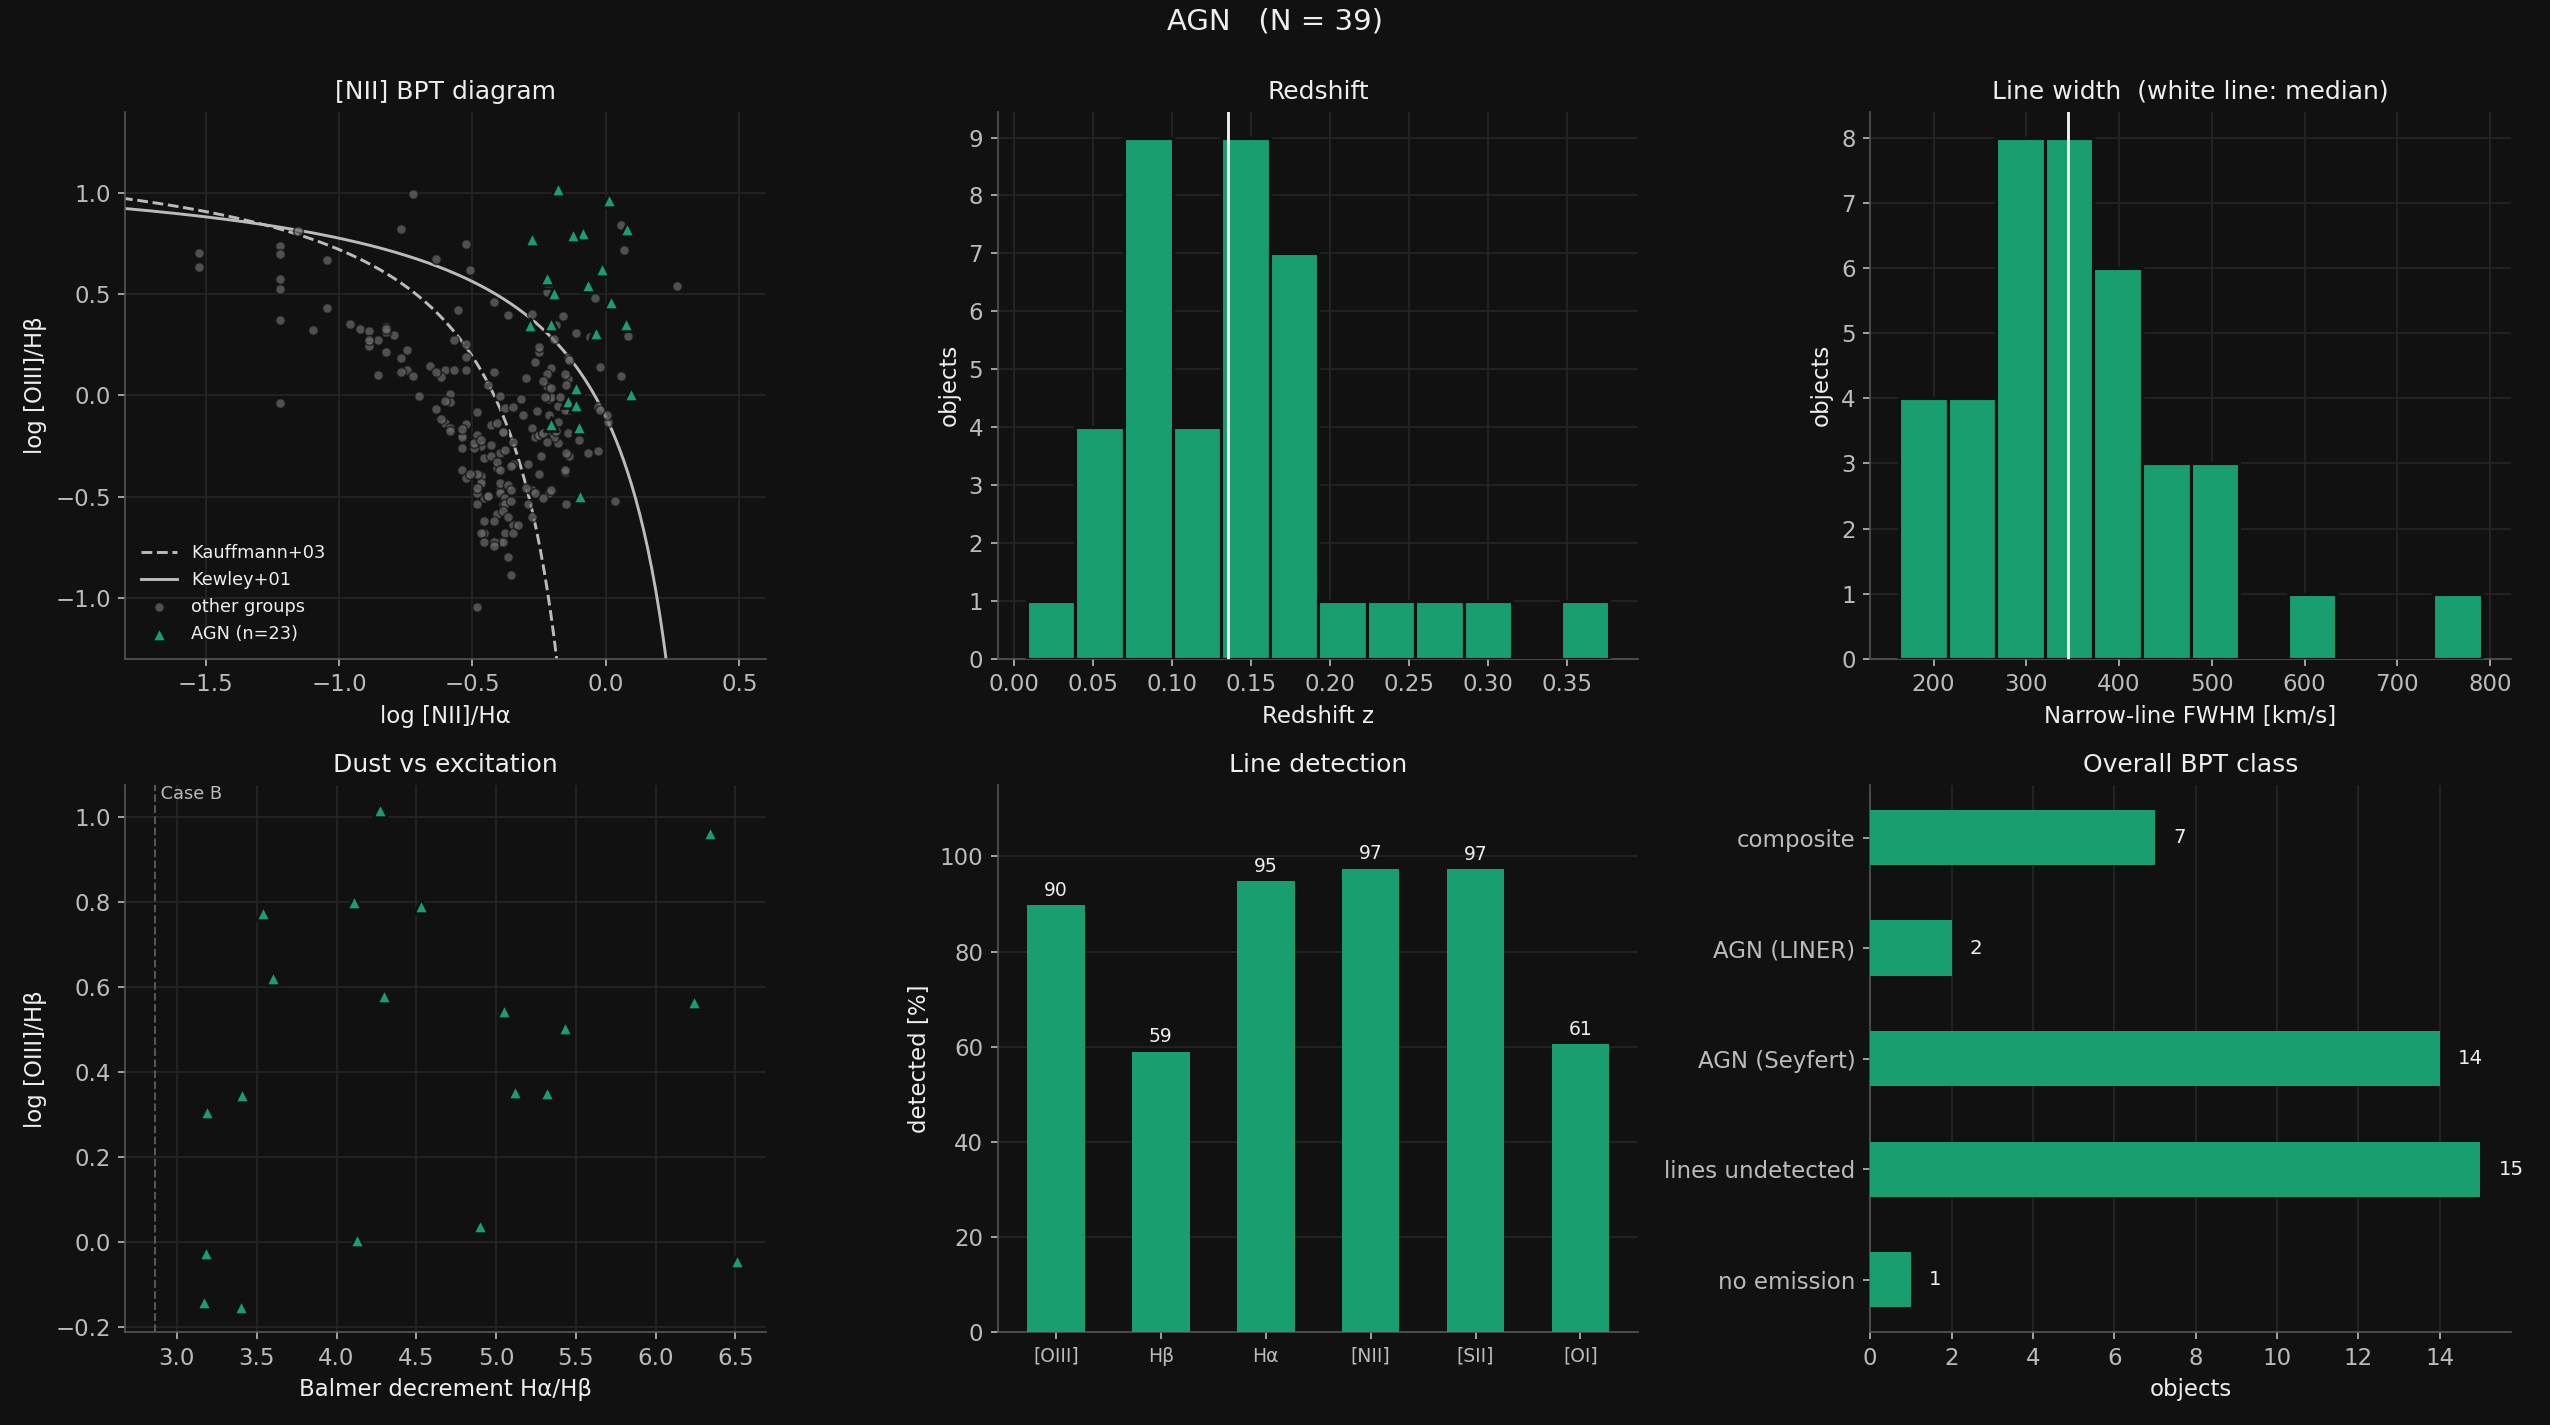 AGN   (N = 39)
[NII] BPT diagram
1.0
0.5
0.0
−0.5
−1.0
log [OIII]/Hβ
Kauffmann+03
Kewley+01
other groups
AGN (n=23)
−1.5
−1.0
−0.5
0.0
0.5
log [NII]/Hα
Redshift
9
8
7
6
5
4
3
2
1
0
objects
0.00
0.05
0.10
0.15
0.20
0.25
0.30
0.35
Redshift z
Line width  (white line: median)
8
7
6
5
4
3
2
1
0
objects
200
300
400
500
600
700
800
Narrow-line FWHM [km/s]
Dust vs excitation
Case B
1.0
0.8
0.6
0.4
0.2
0.0
−0.2
log [OIII]/Hβ
3.0
3.5
4.0
4.5
5.0
5.5
6.0
6.5
Balmer decrement Hα/Hβ
Line detection
100
80
60
40
20
0
detected [%]
90
59
95
97
97
61
[OIII]
Hβ
Hα
[NII]
[SII]
[OI]
Overall BPT class
composite
7
AGN (LINER)
2
AGN (Seyfert)
14
lines undetected
15
no emission
1
0
2
4
6
8
10
12
14
objects